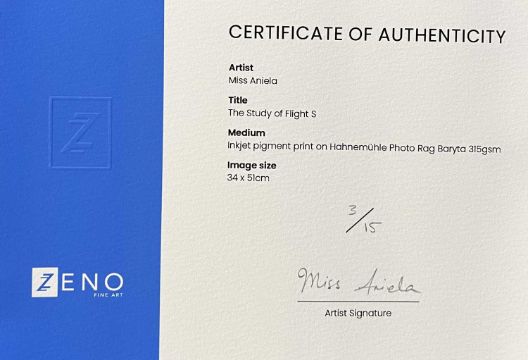 CERTIFICATE OF AUTHENTICITY
Artist
Miss Aniela
Title
The Study of Flight S
Medium
Inkjet pigment print on Hahnemühle Photo Rag Baryta 315gsm
Image size
34 x 51cm
3/15
Miss Aniela
Artist Signature
Z
ZENO
FINE ART